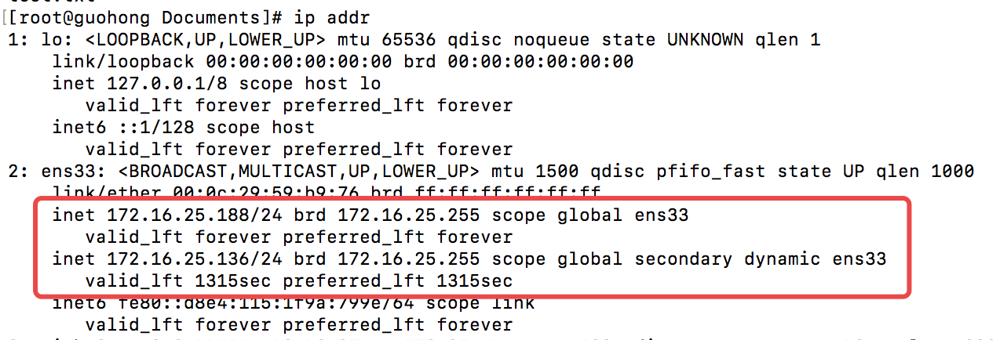 [[root@guohong Documents]# ip addr
1: lo: <LOOPBACK,UP,LOWER_UP> mtu 65536 qdisc noqueue state UNKNOWN qlen 1
link/loopback 00:00:00:00:00:00 brd 00:00:00:00:00:00
inet 127.0.0.1/8 scope host lo
valid_lft forever preferred_lft forever
inet6 ::1/128 scope host
valid_lft forever preferred_lft forever
2: ens33: <BROADCAST,MULTICAST,UP,LOWER_UP> mtu 1500 qdisc pfifo_fast state UP qlen 1000
link/ether 00:0c:29:59:b9:76 brd ff:ff:ff:ff:ff:ff
inet 172.16.25.188/24 brd 172.16.25.255 scope global ens33
valid_lft forever preferred_lft forever
inet 172.16.25.136/24 brd 172.16.25.255 scope global secondary dynamic ens33
valid_lft 1315sec preferred_lft 1315sec
inet6 fe80::d8e4:115:1f9a:799e/64 scope link
valid_lft forever preferred_lft forever